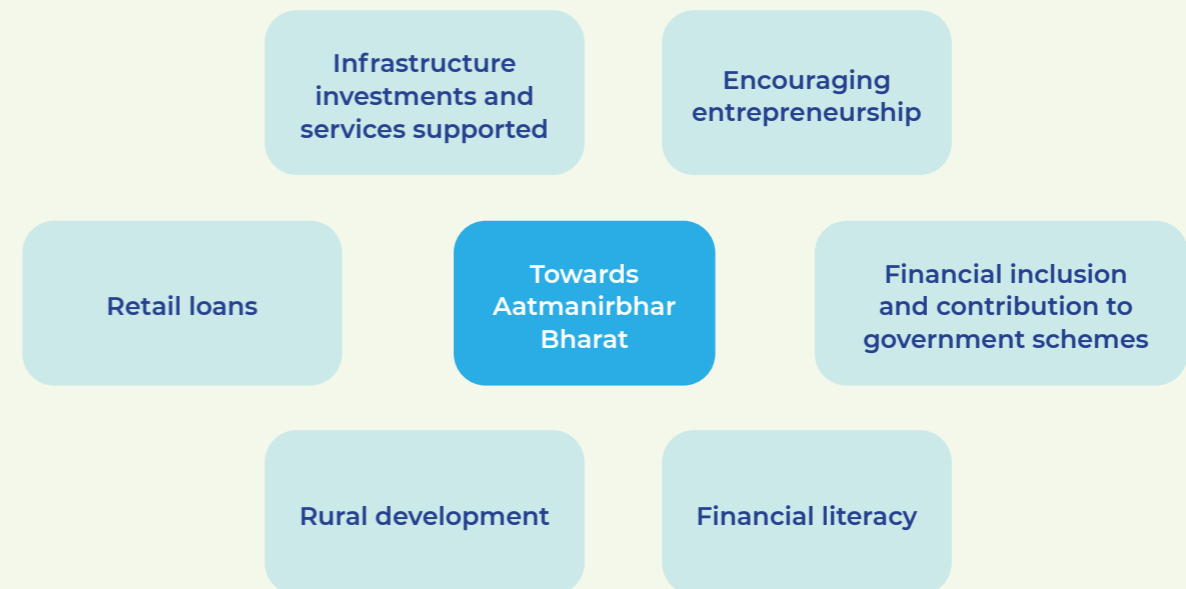 Infrastructure
investments and
services supported
Encouraging
entrepreneurship
Retail loans
Towards
Aatmanirbhar
Bharat
Financial inclusion
and contribution to
government schemes
Rural development
Financial literacy